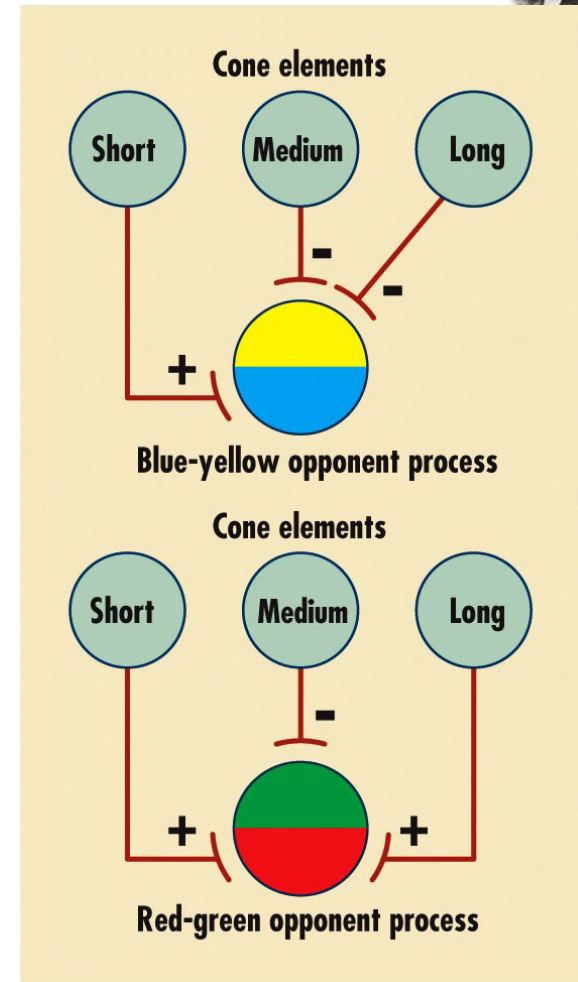 Cone elements
Short Medium Long
-
-
+
Blue-yellow opponent process
Cone elements
Short Medium Long
-
+ +
Red-green opponent process